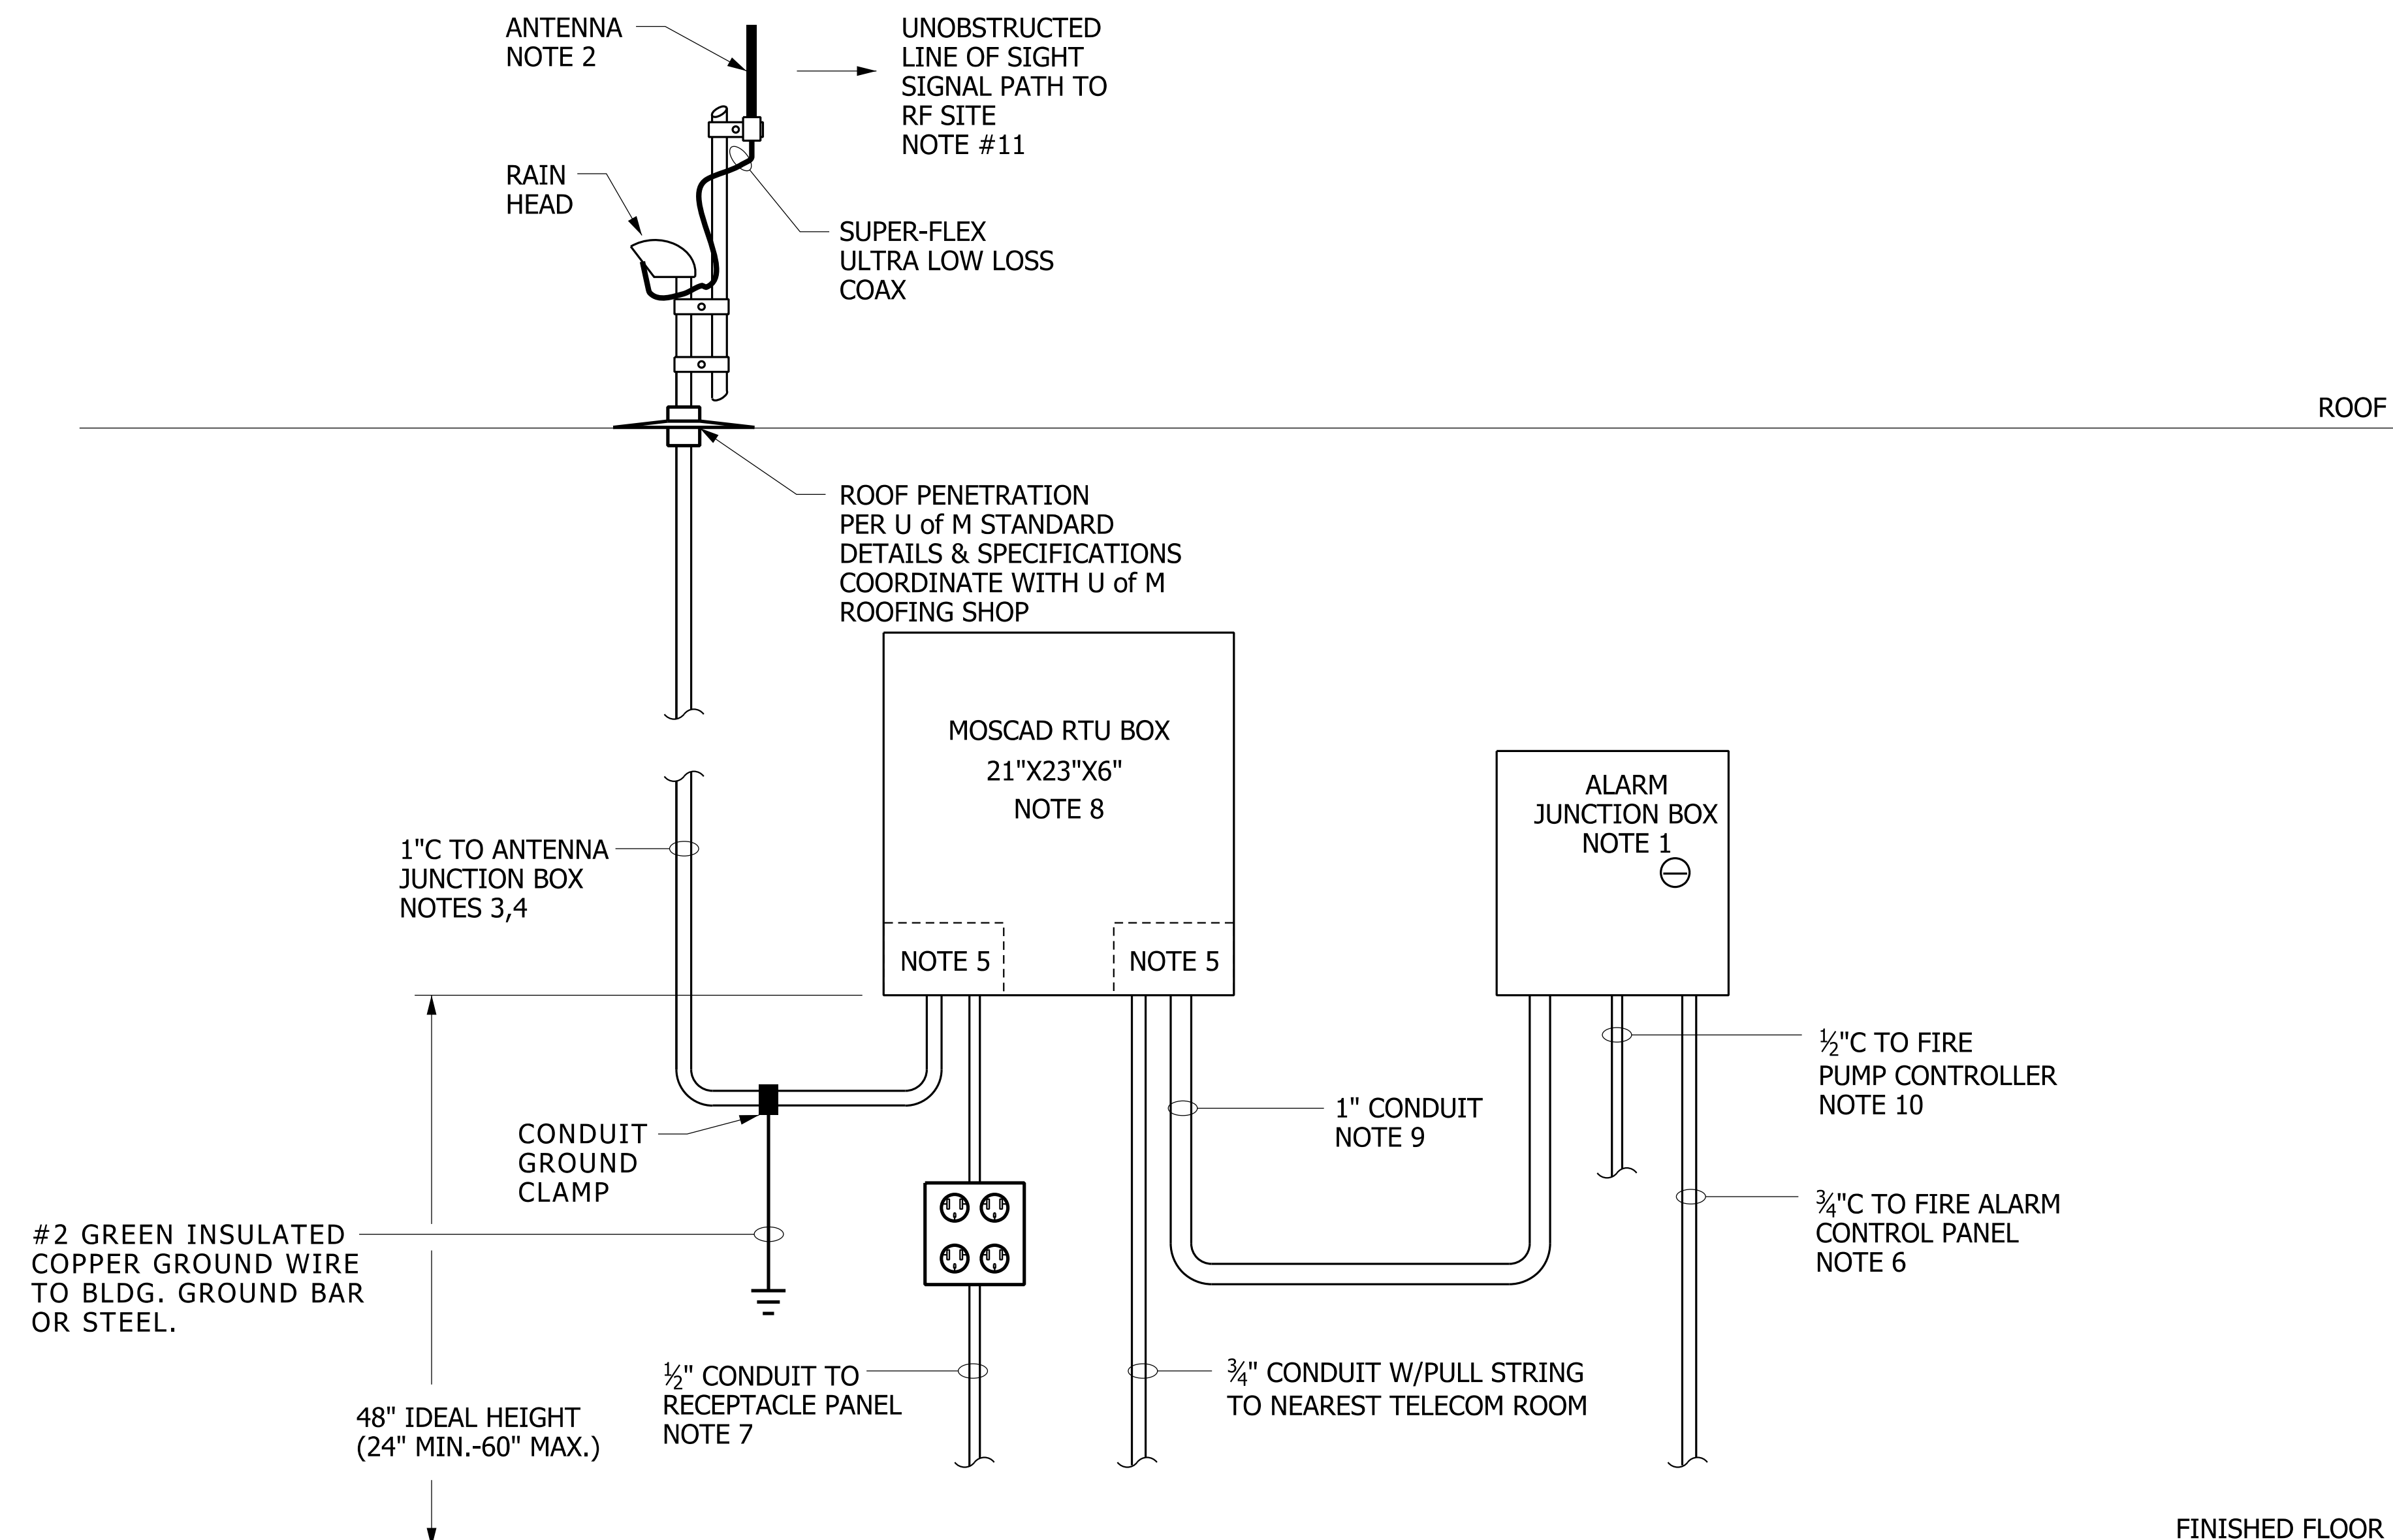 ANTENNA
NOTE 2
UNOBSTRUCTED
LINE OF SIGHT
SIGNAL PATH TO
RF SITE
NOTE #11
RAIN
HEAD
SUPER-FLEX
ULTRA LOW LOSS
COAX
ROOF
ROOF PENETRATION
PER U of M STANDARD
DETAILS & SPECIFICATIONS
COORDINATE WITH U of M
ROOFING SHOP
MOSCAD RTU BOX
21"X23"X6"
NOTE 8
ALARM
JUNCTION BOX
NOTE 1
1"C TO ANTENNA
JUNCTION BOX
NOTES 3,4
NOTE 5
NOTE 5
½"C TO FIRE
PUMP CONTROLLER
NOTE 10
1" CONDUIT
NOTE 9
CONDUIT
GROUND
CLAMP
¾"C TO FIRE ALARM
CONTROL PANEL
NOTE 6
#2 GREEN INSULATED
COPPER GROUND WIRE
TO BLDG. GROUND BAR
OR STEEL.
½" CONDUIT TO
RECEPTACLE PANEL
NOTE 7
¾" CONDUIT W/PULL STRING
TO NEAREST TELECOM ROOM
48" IDEAL HEIGHT
(24" MIN.-60" MAX.)
FINISHED FLOOR